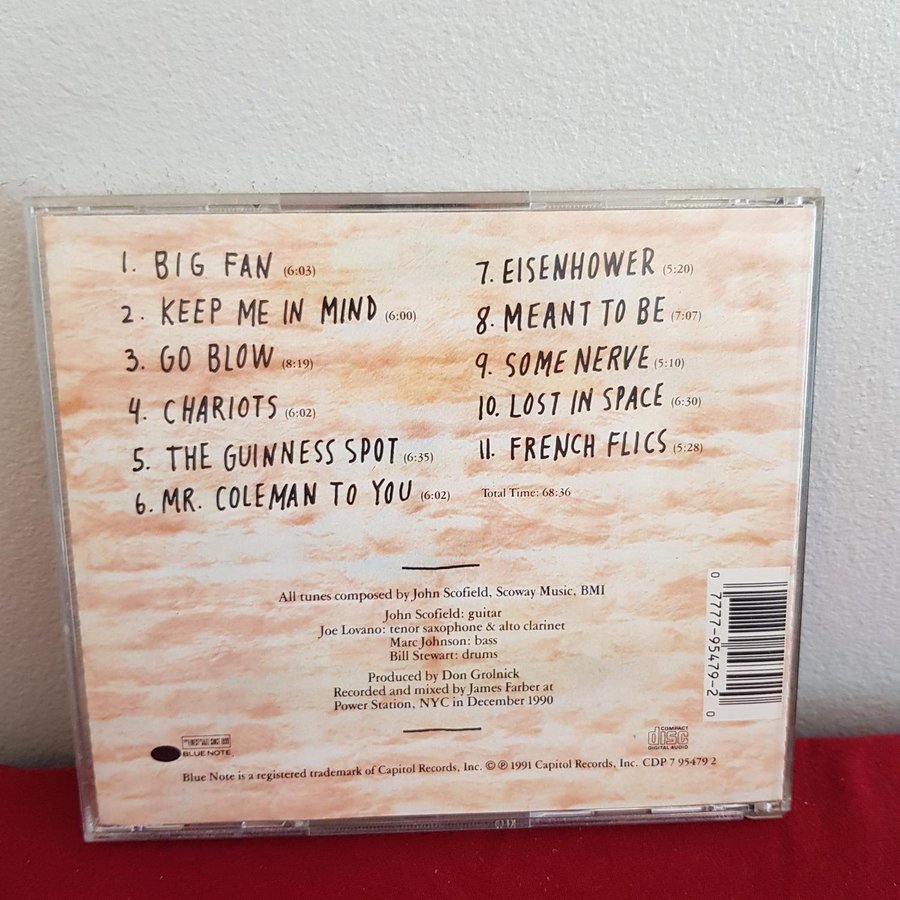 1. BIG FAN (6:03)
2. KEEP ME IN MIND (6:00)
3. GO BLOW (8:19)
4. CHARIOTS (6:02)
5. THE GUINNESS SPOT (6:35)
6. MR. COLEMAN TO YOU (6:02)
7. EISENHOWER (5:20)
8. MEANT TO BE (7:07)
9. SOME NERVE (5:10)
10. LOST IN SPACE (6:30)
11. FRENCH FLICS (5:28)
Total Time: 68:36
All tunes composed by John Scofield, Scoway Music, BMI
John Scofield: guitar
Joe Lovano: tenor saxophone & alto clarinet
Marc Johnson: bass
Bill Stewart: drums
Produced by Don Grolnick
Recorded and mixed by James Farber at
Power Station, NYC in December 1990
0 7777-95479-2 0
THE FINEST IN JAZZ SINCE 1939
BLUE NOTE
COMPACT
disc
DIGITAL AUDIO
Blue Note is a registered trademark of Capitol Records, Inc. © ℗ 1991 Capitol Records, Inc. CDP 7 95479 2